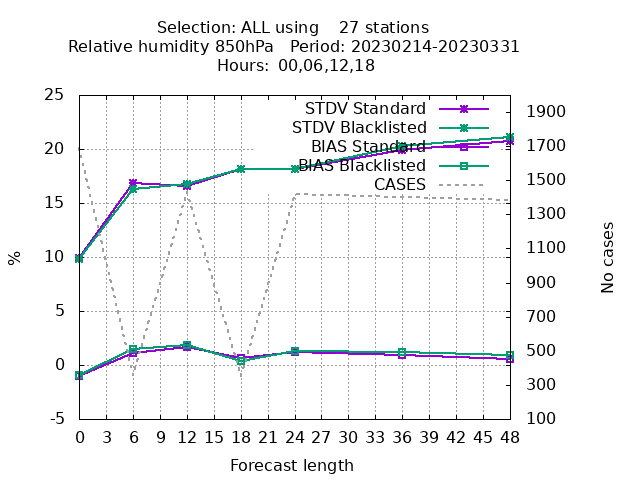 Selection: ALL using    27 stations
Relative humidity 850hPa   Period: 20230214-20230331
Hours: 00,06,12,18
STDV Standard
STDV Blacklisted
BIAS Standard
BIAS Blacklisted
CASES
25
20
15
10
5
0
-5
%
1900
1700
1500
1300
1100
900
700
500
300
100
No cases
0 3 6 9 12 15 18 21 24 27 30 33 36 39 42 45 48
Forecast length